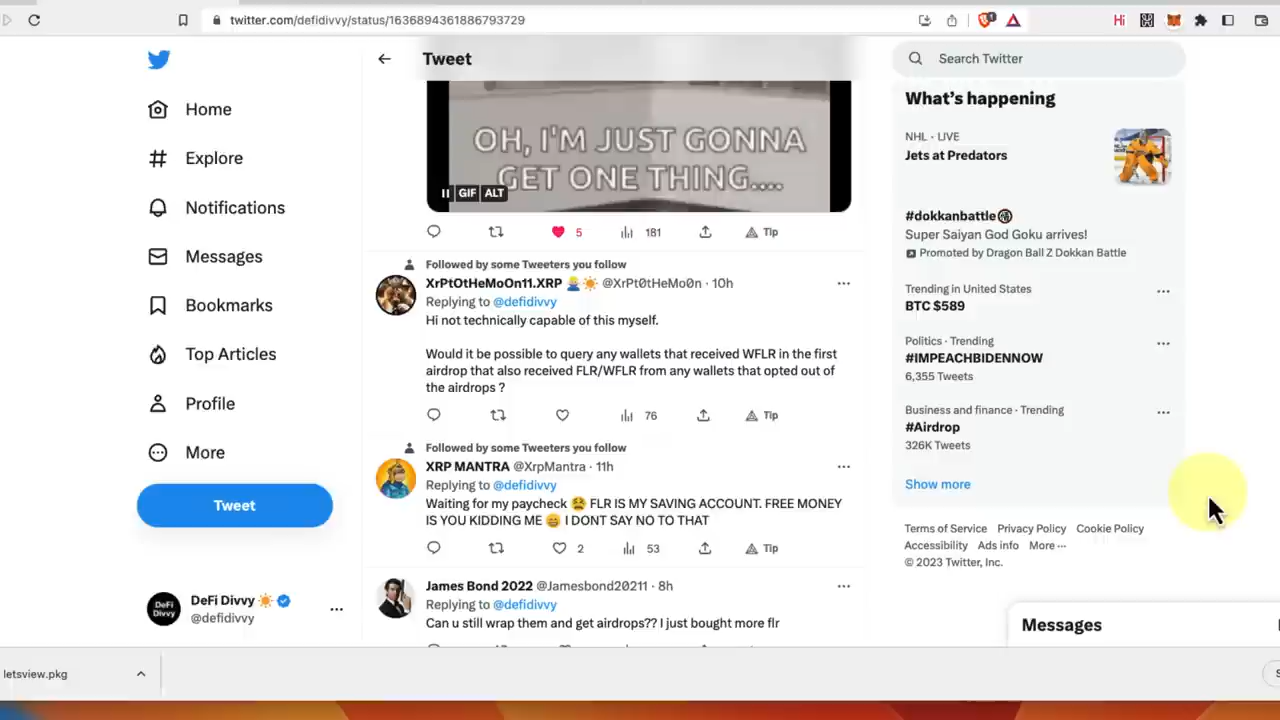 twitter.com/defidivvy/status/1636894361886793729
Hi
Home
Explore
Notifications
Messages
Bookmarks
Top Articles
Profile
More
Tweet
DeFi Divvy
DeFi Divvy
@defidivvy
Tweet
OH, I'M JUST GONNA
GET ONE THING....
GIF ALT
5 181 Tip
Followed by some Tweeters you follow
XrPtOtHeMoOn11.XRP 🤱☀️ @XrPt0tHeMo0n · 10h
Replying to @defidivvy
Hi not technically capable of this myself.
Would it be possible to query any wallets that received WFLR in the first
airdrop that also received FLR/WFLR from any wallets that opted out of
the airdrops ?
76 Tip
Followed by some Tweeters you follow
XRP MANTRA @XrpMantra · 11h
Replying to @defidivvy
Waiting for my paycheck 😫 FLR IS MY SAVING ACCOUNT. FREE MONEY
IS YOU KIDDING ME 😁 I DONT SAY NO TO THAT
2 53 Tip
James Bond 2022 @Jamesbond20211 · 8h
Replying to @defidivvy
Can u still wrap them and get airdrops?? I just bought more flr
Search Twitter
What's happening
NHL · LIVE
Jets at Predators
#dokkanbattle
Super Saiyan God Goku arrives!
Promoted by Dragon Ball Z Dokkan Battle
Trending in United States
BTC $589
Politics · Trending
#IMPEACHBIDENNOW
6,355 Tweets
Business and finance · Trending
#Airdrop
326K Tweets
Show more
Terms of Service Privacy Policy Cookie Policy
Accessibility Ads info More ···
© 2023 Twitter, Inc.
Messages
letsview.pkg